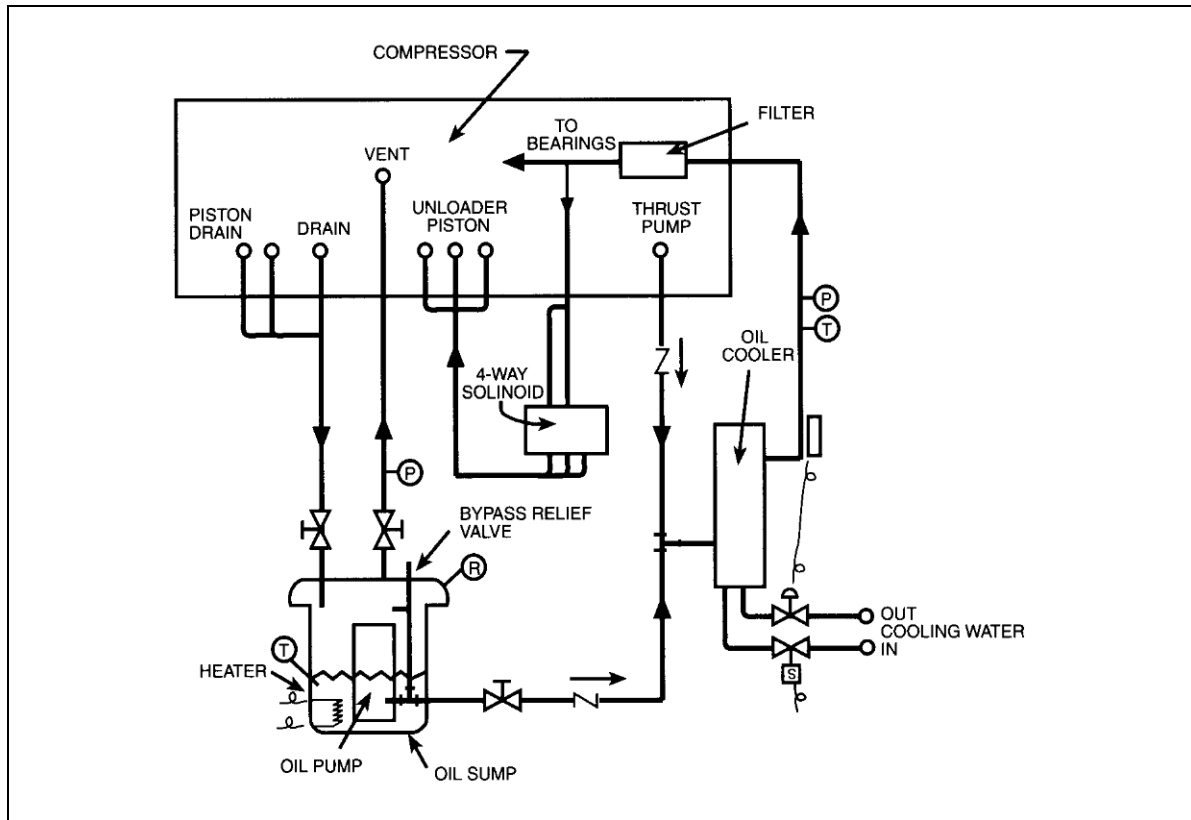 COMPRESSOR
FILTER
TO
BEARINGS
VENT
PISTON
DRAIN
DRAIN
UNLOADER
PISTON
THRUST
PUMP
P
T
OIL
COOLER
4-WAY
SOLINOID
P
BYPASS RELIEF
VALVE
R
OUT
COOLING WATER
IN
S
T
HEATER
OIL PUMP
OIL SUMP